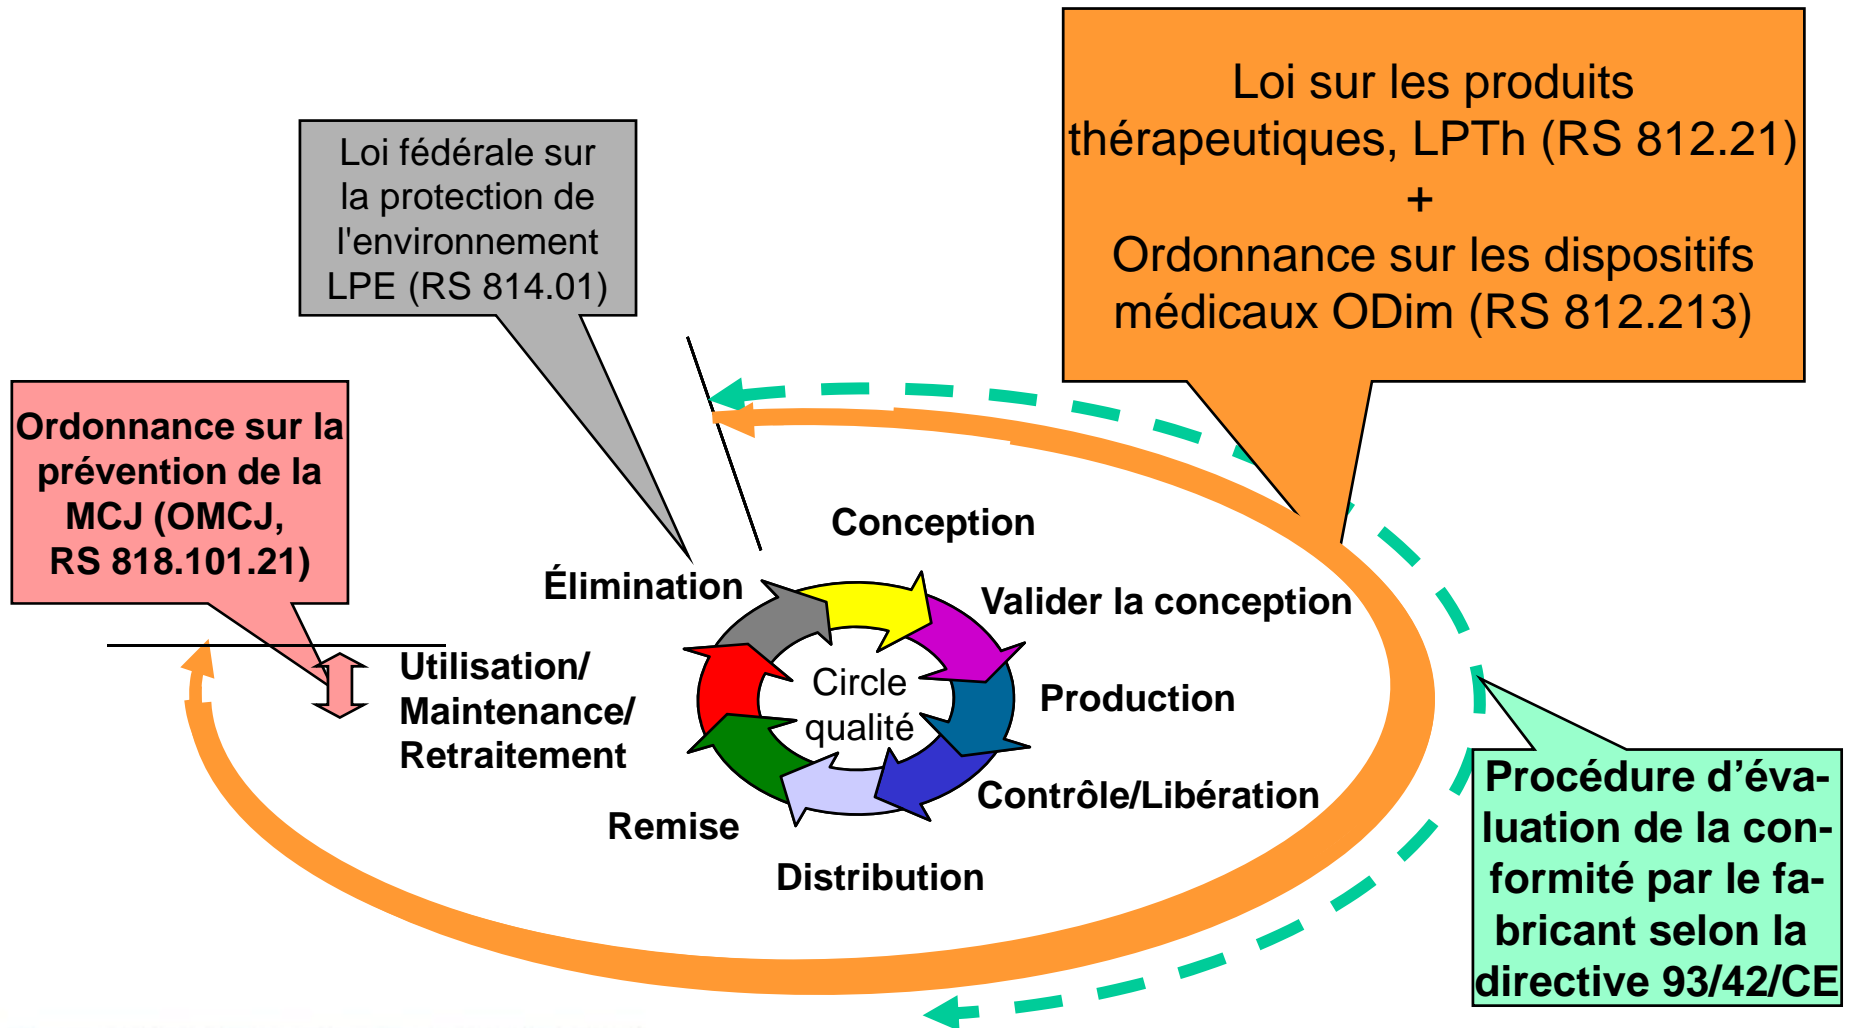 Loi sur les produits
thérapeutiques, LPTh (RS 812.21)
+
Ordonnance sur les dispositifs
médicaux ODim (RS 812.213)
Loi fédérale sur
la protection de
l'environnement
LPE (RS 814.01)
Ordonnance sur la
prévention de la
MCJ (OMCJ,
RS 818.101.21)
Conception
Élimination
Valider la conception
Utilisation/
Maintenance/
Retraitement
Circle
qualité
Production
Contrôle/Libération
Remise
Distribution
Procédure d’éva-
luation de la con-
formité par le fa-
bricant selon la
directive 93/42/CE